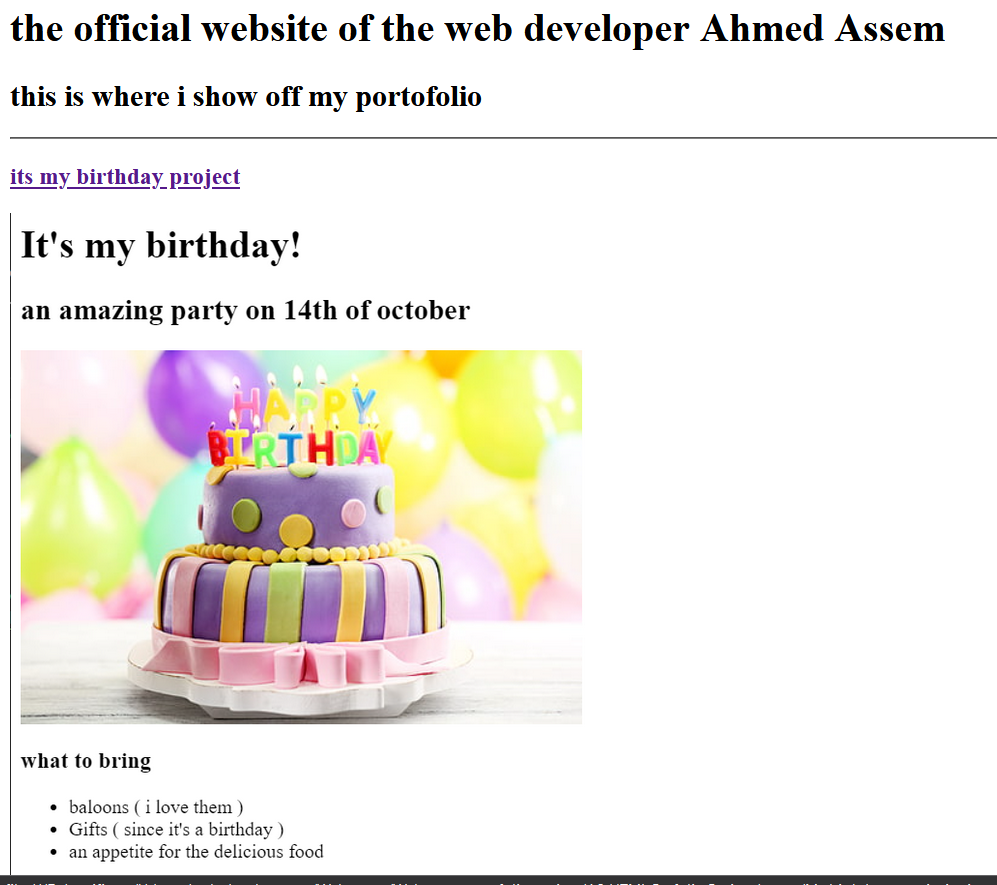 the official website of the web developer Ahmed Assem
this is where i show off my portofolio
its my birthday project
It's my birthday!
an amazing party on 14th of october
HAPPY
BIRTHDAY
what to bring
baloons ( i love them )
Gifts ( since it's a birthday )
an appetite for the delicious food